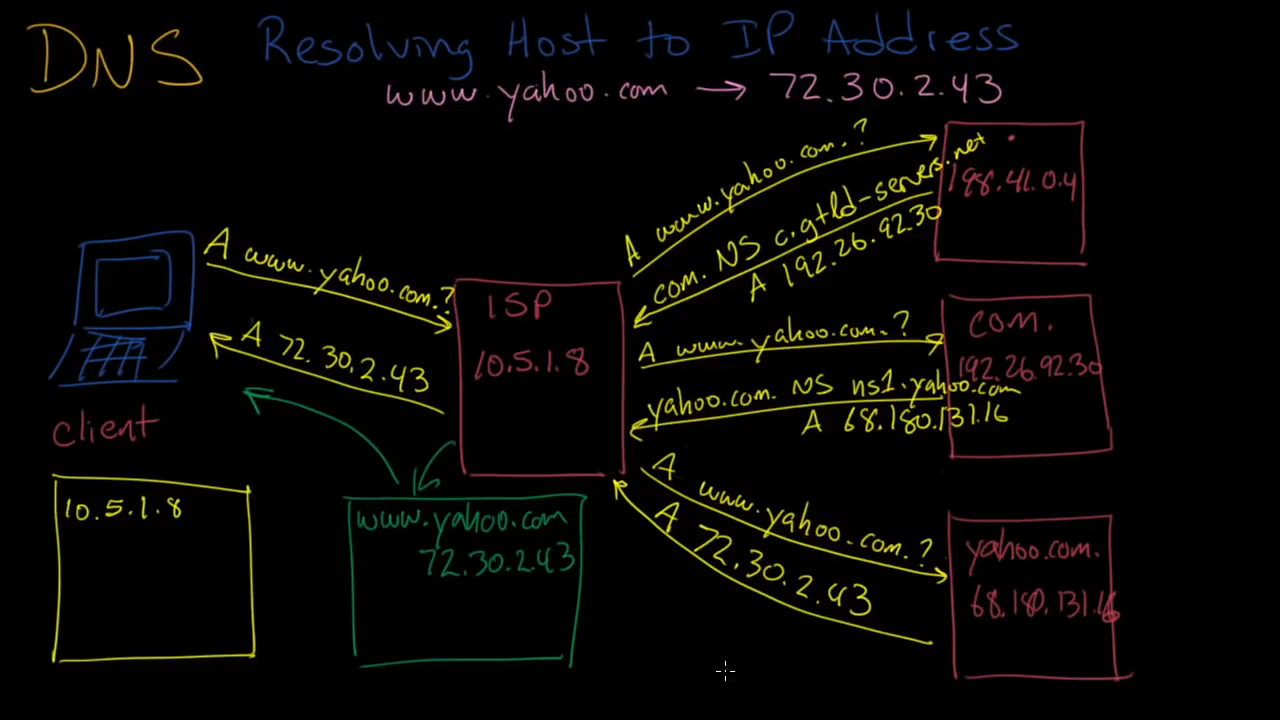 DNS Resolving Host to IP Address
www.yahoo.com → 72.30.2.43
A www.yahoo.com.?
A 72.30.2.43
client
10.5.1.8
ISP
10.5.1.8
www.yahoo.com
72.30.2.43
A www.yahoo.com.?
com. NS c.gtld-servers.net
A 192.26.92.30
.
198.41.0.4
A www.yahoo.com.?
yahoo.com. NS ns1.yahoo.com
A 68.180.131.16
com.
192.26.92.30
A www.yahoo.com.?
A 72.30.2.43
yahoo.com.
68.180.131.16